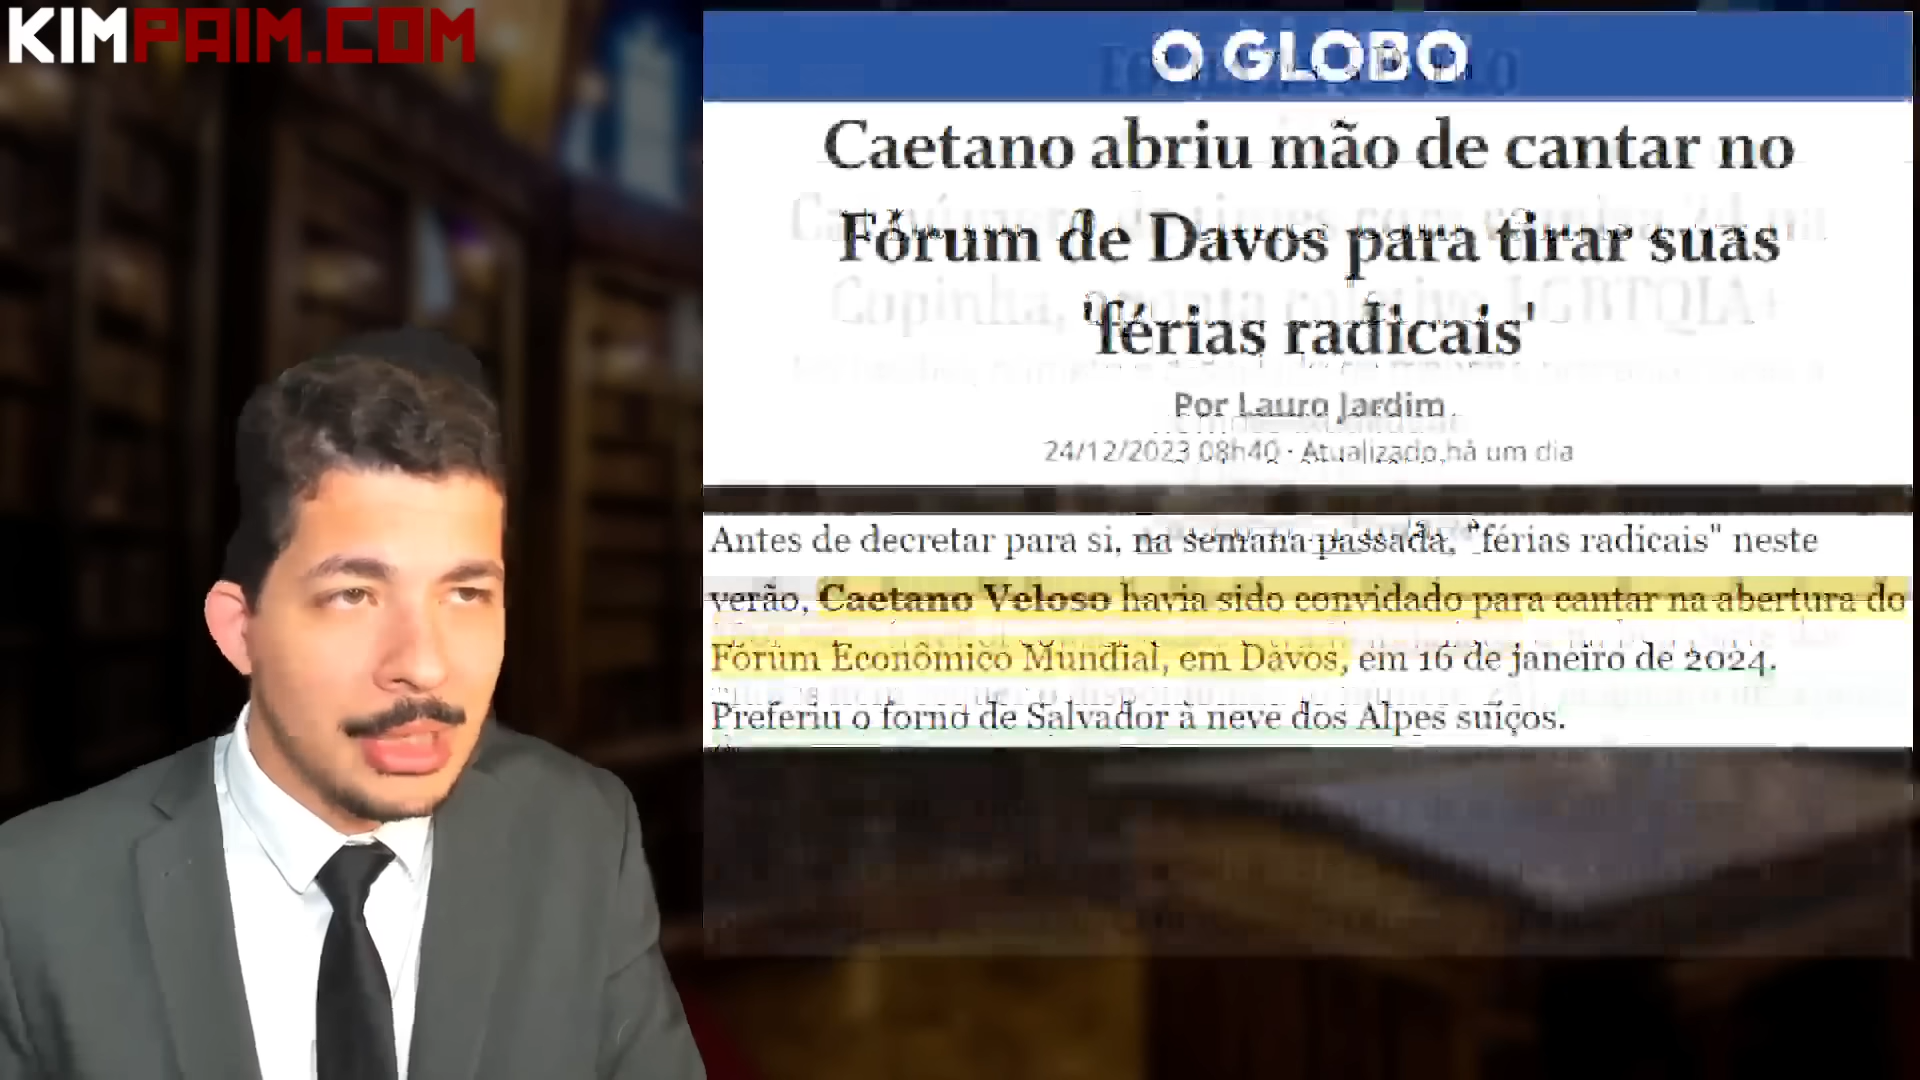 KIMPAIM.COM
O GLOBO
Caetano abriu mão de cantar no
Fórum de Davos para tirar suas
'férias radicais'
Por Lauro Jardim
24/12/2023 08h40 · Atualizado há um dia
Antes de decretar para si, na semana passada, "férias radicais" neste
verão, Caetano Veloso havia sido convidado para cantar na abertura do
Fórum Econômico Mundial, em Davos, em 16 de janeiro de 2024.
Preferiu o forno de Salvador à neve dos Alpes suíços.
Copinha, LGBTQIA+